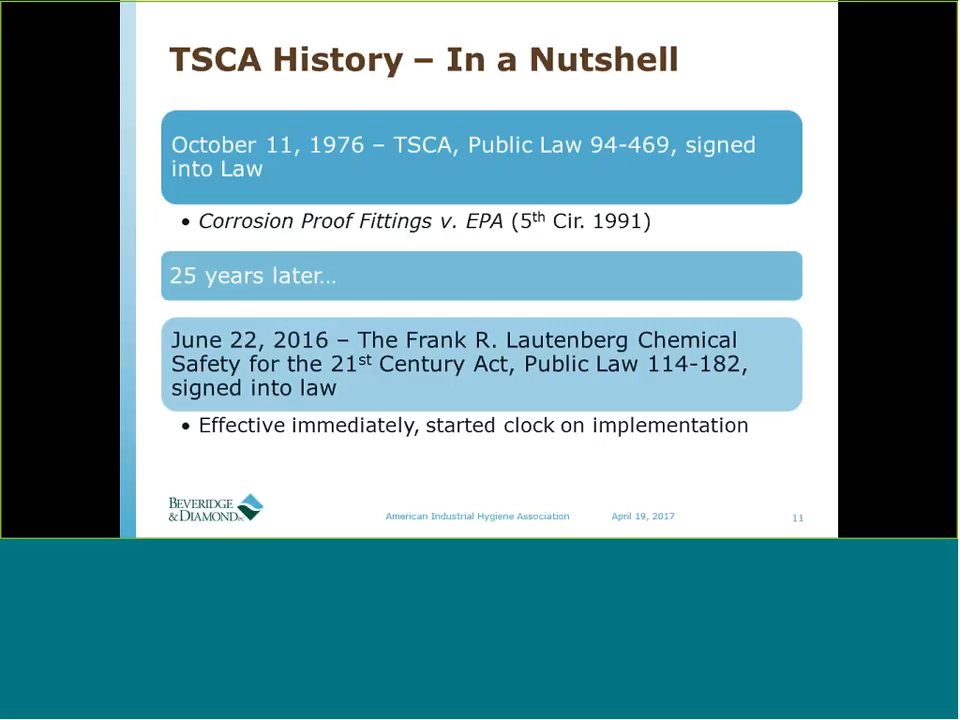 TSCA History – In a Nutshell
October 11, 1976 – TSCA, Public Law 94-469, signed
into Law
• Corrosion Proof Fittings v. EPA (5th Cir. 1991)
25 years later…
June 22, 2016 – The Frank R. Lautenberg Chemical
Safety for the 21st Century Act, Public Law 114-182,
signed into law
• Effective immediately, started clock on implementation
BEVERIDGE
& DIAMOND PC
American Industrial Hygiene Association April 19, 2017 11